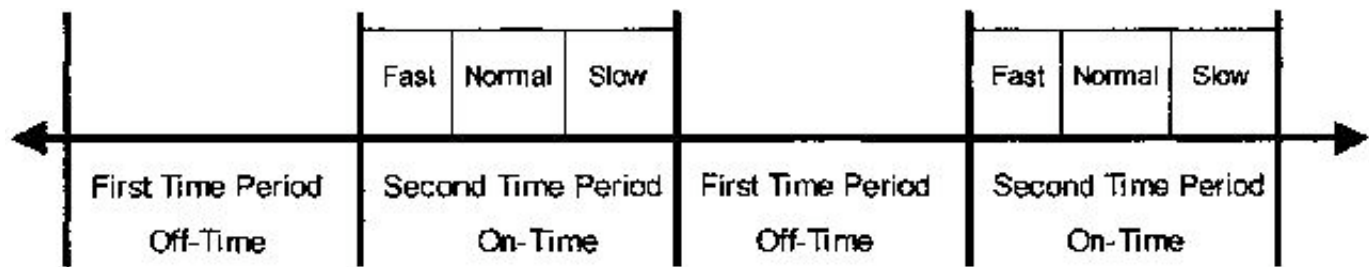 Fast Normal Slow Fast Normal Slow
First Time Period Second Time Period First Time Period Second Time Period
Off-Time On-Time Off-Time On-Time